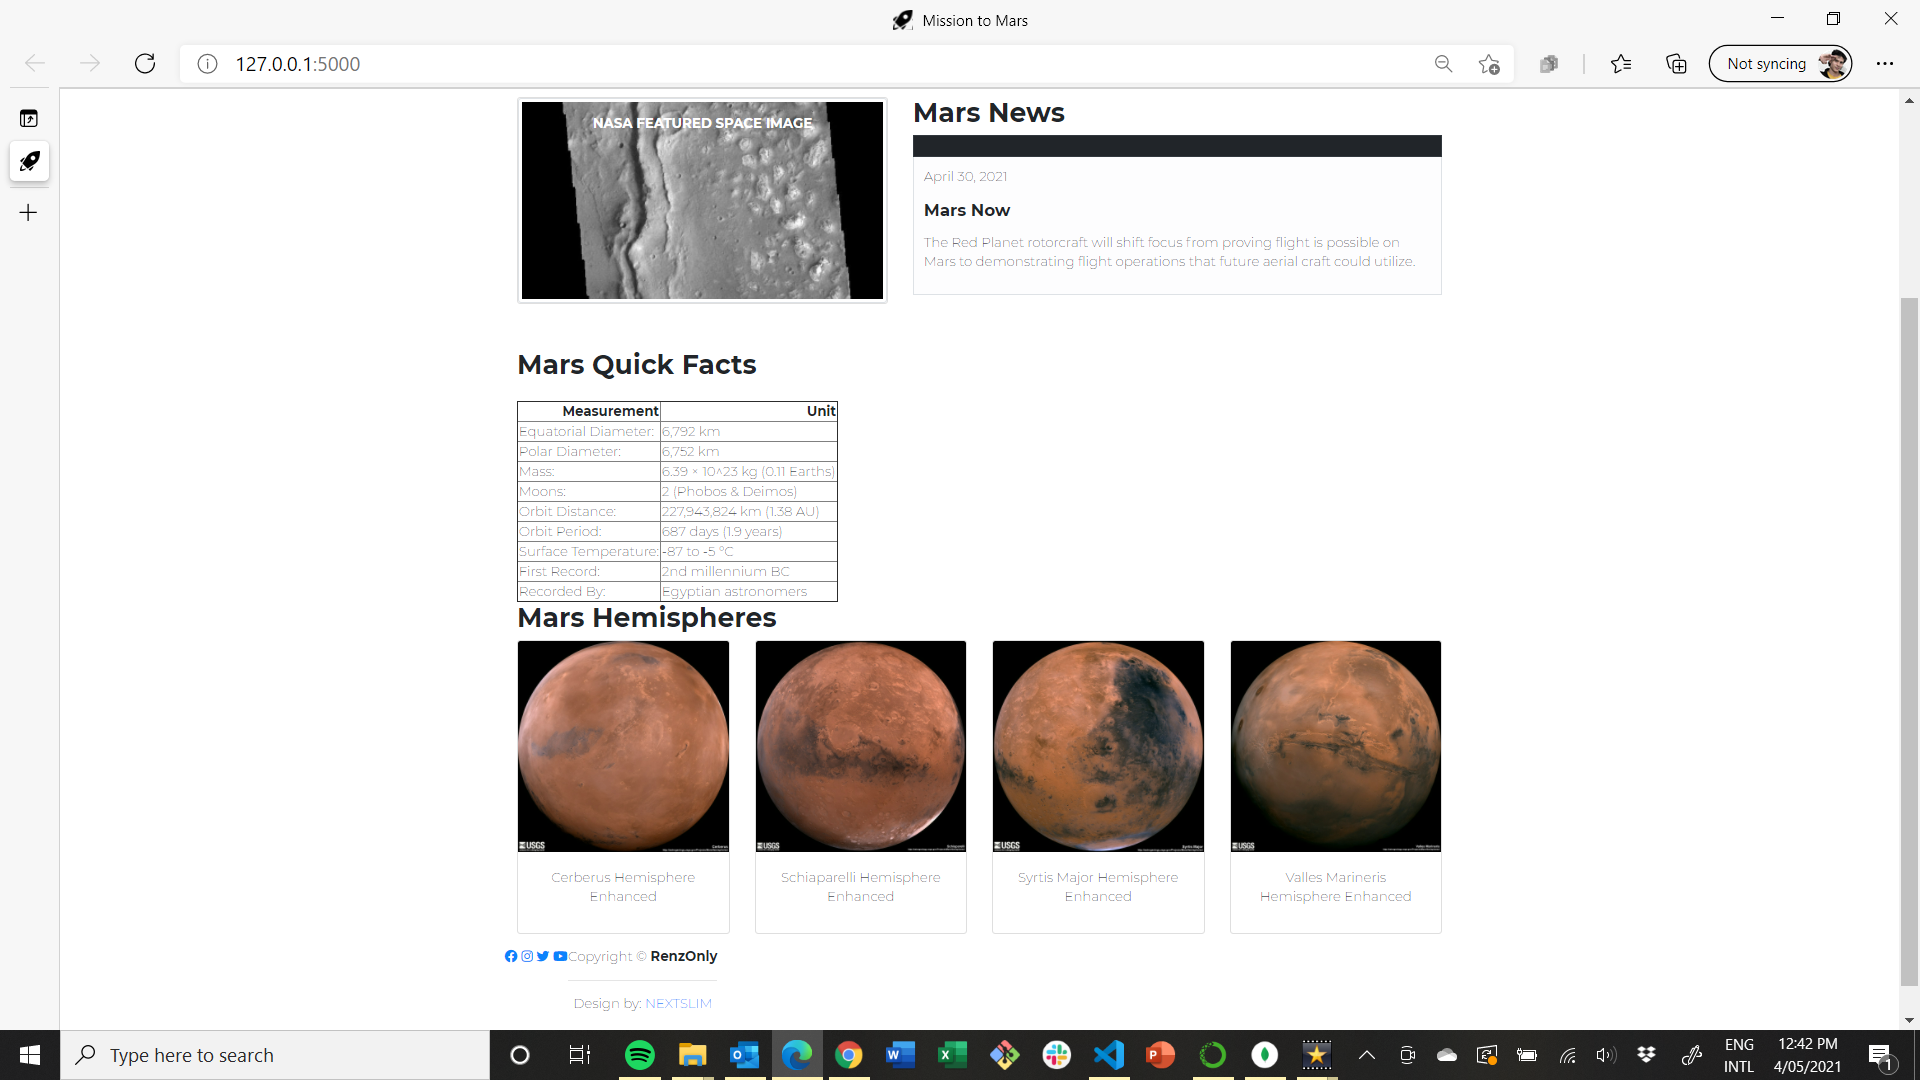 Mission to Mars
127.0.0.1:5000
Not syncing
NASA FEATURED SPACE IMAGE
Mars News
April 30, 2021
Mars Now
The Red Planet rotorcraft will shift focus from proving flight is possible on
Mars to demonstrating flight operations that future aerial craft could utilize.
Mars Quick Facts
Measurement Unit
Equatorial Diameter: 6,792 km
Polar Diameter: 6,752 km
Mass: 6.39 × 10^23 kg (0.11 Earths)
Moons: 2 (Phobos & Deimos)
Orbit Distance: 227,943,824 km (1.38 AU)
Orbit Period: 687 days (1.9 years)
Surface Temperature: -87 to -5 °C
First Record: 2nd millennium BC
Recorded By: Egyptian astronomers
Mars Hemispheres
USGS
USGS
USGS
USGS
Cerberus Hemisphere
Enhanced
Schiaparelli Hemisphere
Enhanced
Syrtis Major Hemisphere
Enhanced
Valles Marineris
Hemisphere Enhanced
Copyright © RenzOnly
Design by: NEXTSLIM
Type here to search
ENG
INTL
12:42 PM
4/05/2021
1